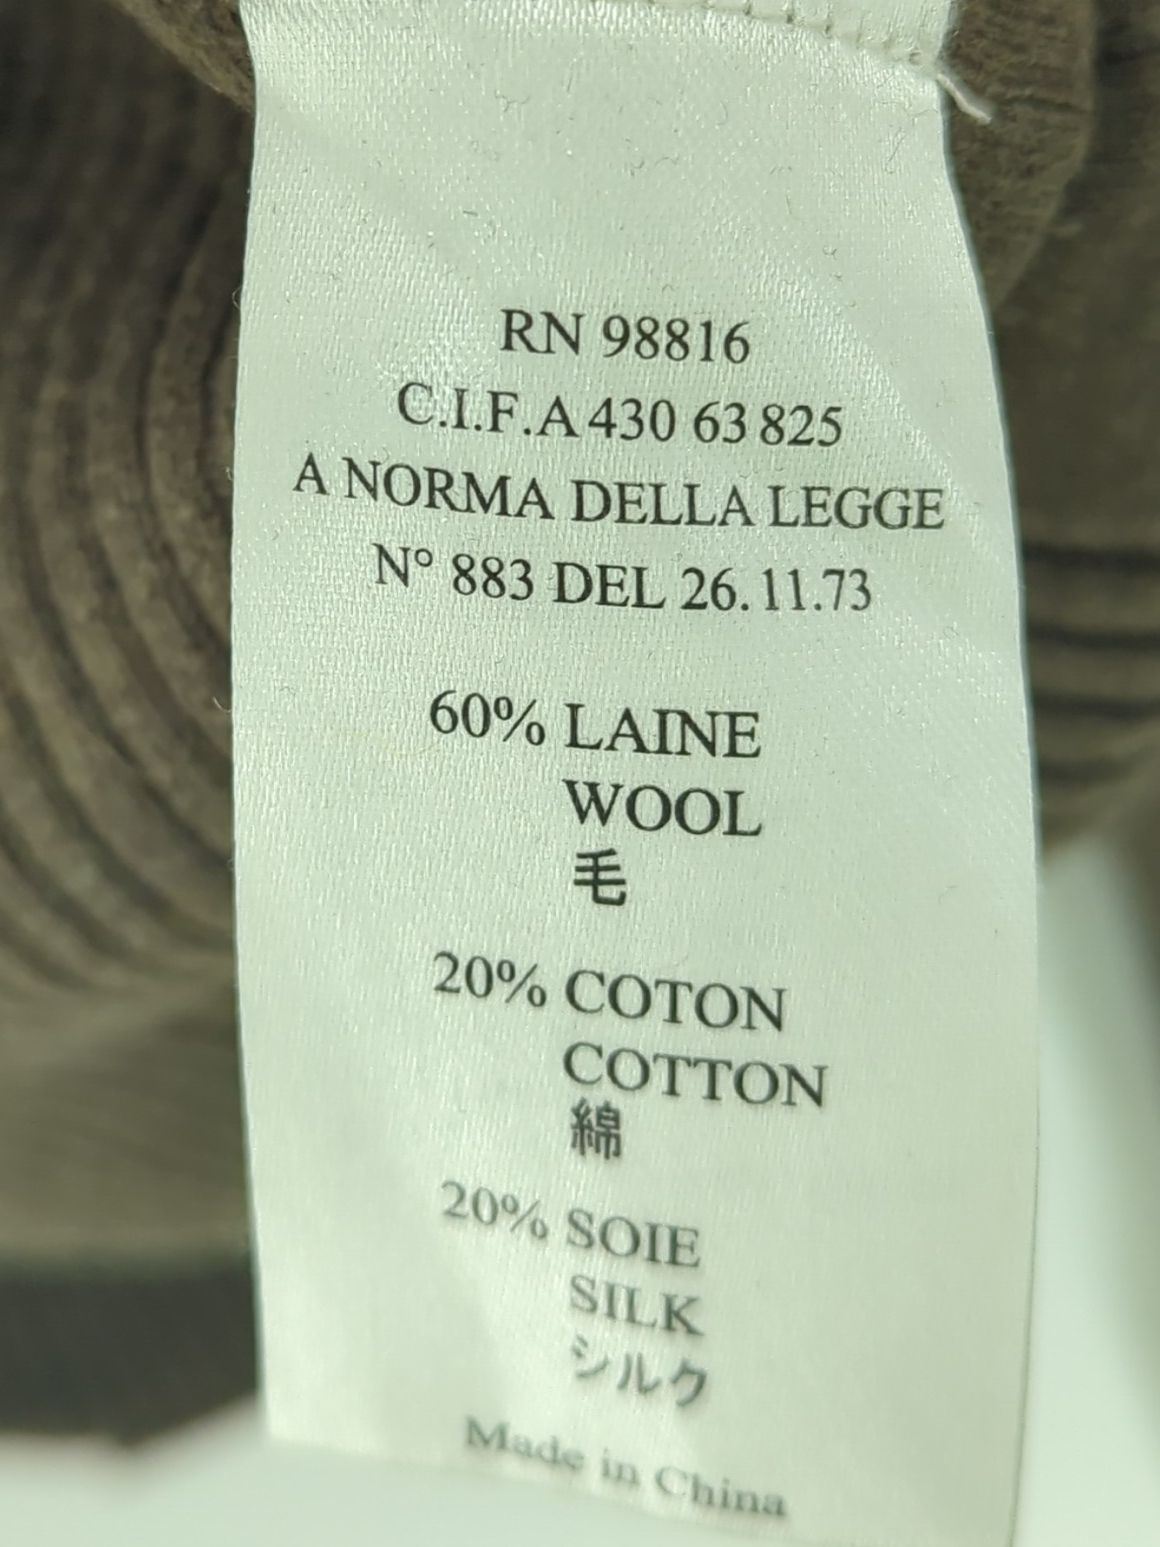 RN 98816
C.I.F.A 430 63 825
A NORMA DELLA LEGGE
N° 883 DEL 26.11.73
60% LAINE
WOOL
毛
20% COTON
COTTON
綿
20% SOIE
SILK
シルク
Made in China